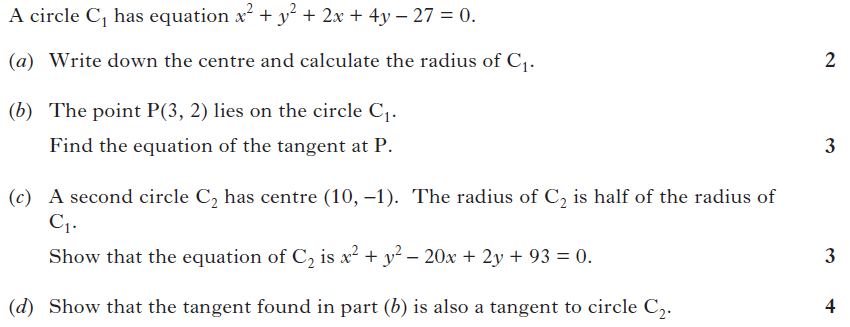 A circle C₁ has equation x² + y² + 2x + 4y – 27 = 0.
(a) Write down the centre and calculate the radius of C₁. 2
(b) The point P(3, 2) lies on the circle C₁.
Find the equation of the tangent at P. 3
(c) A second circle C₂ has centre (10, –1). The radius of C₂ is half of the radius of
C₁.
Show that the equation of C₂ is x² + y² – 20x + 2y + 93 = 0. 3
(d) Show that the tangent found in part (b) is also a tangent to circle C₂. 4